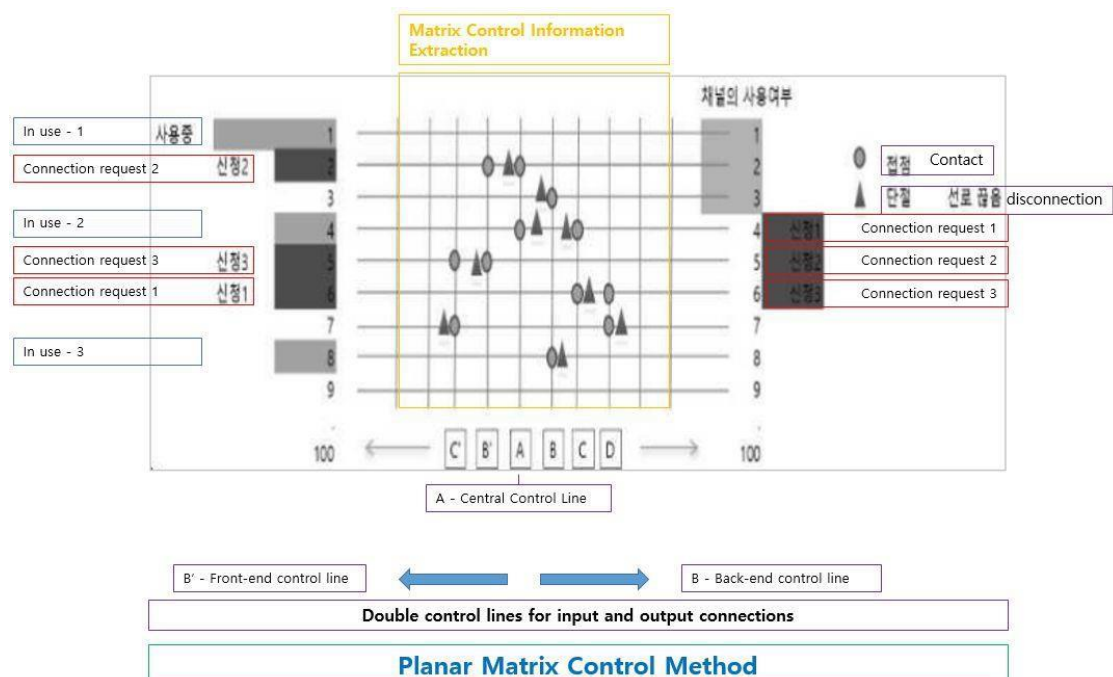 Matrix Control Information
Extraction
채널의 사용여부
In use - 1 사용중 1 1
Connection request 2 신청2 2 2 접점 Contact
3 3 단절 선로 끊음 disconnection
In use - 2 4 4 신청1 Connection request 1
Connection request 3 신청3 5 5 신청2 Connection request 2
Connection request 1 신청1 6 6 신청3 Connection request 3
7 7
In use - 3 8 8
9 9
100 C' B' A B C D 100
A - Central Control Line
B' - Front-end control line B - Back-end control line
Double control lines for input and output connections
Planar Matrix Control Method